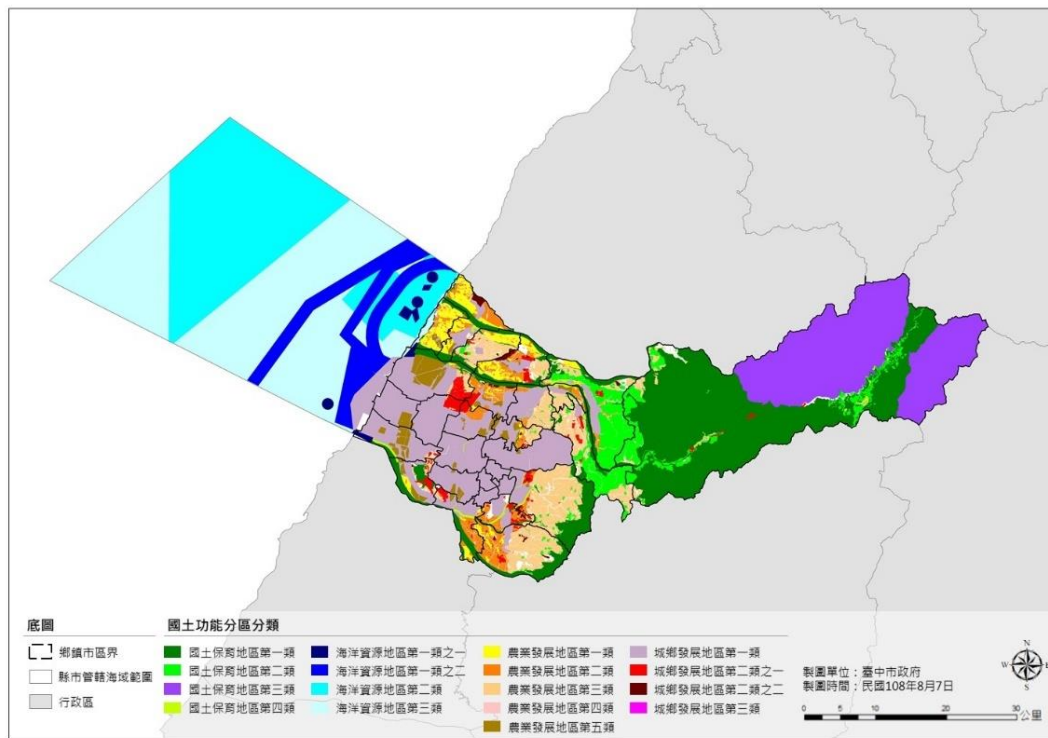 底圖
鄉鎮市區界
縣市管轄海域範圍
行政區
國土功能分區分類
國土保育地區第一類
國土保育地區第二類
國土保育地區第三類
國土保育地區第四類
海洋資源地區第一類之一
海洋資源地區第一類之二
海洋資源地區第二類
海洋資源地區第三類
農業發展地區第一類
農業發展地區第二類
農業發展地區第三類
農業發展地區第四類
農業發展地區第五類
城鄉發展地區第一類
城鄉發展地區第二類之一
城鄉發展地區第二類之二
城鄉發展地區第三類
製圖單位：臺中市政府
製圖時間：民國108年8月7日
N
W E
S
0 5 10 20 30 公里